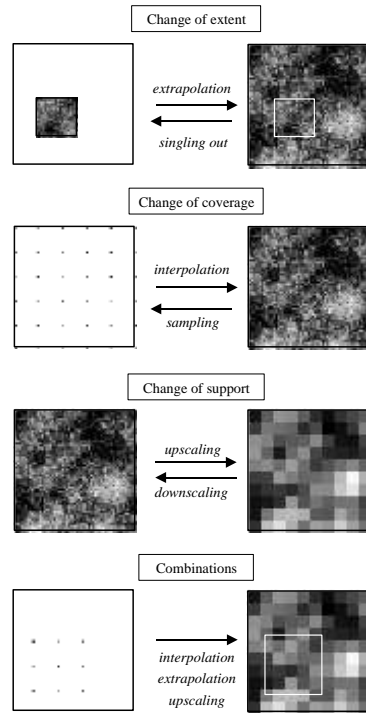 Change of extent
extrapolation
singling out
Change of coverage
interpolation
sampling
Change of support
upscaling
downscaling
Combinations
interpolation
extrapolation
upscaling